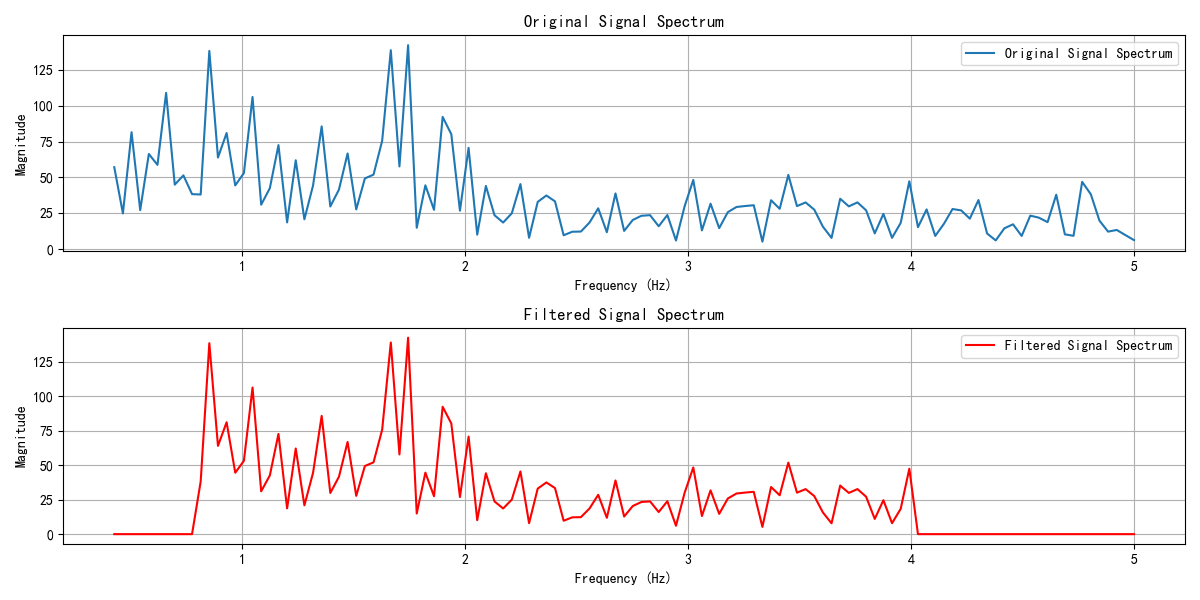 Original Signal Spectrum
Original Signal Spectrum
Magnitude
125
100
75
50
25
0
1 2 3 4 5
Frequency (Hz)
Filtered Signal Spectrum
Filtered Signal Spectrum
Magnitude
125
100
75
50
25
0
1 2 3 4 5
Frequency (Hz)